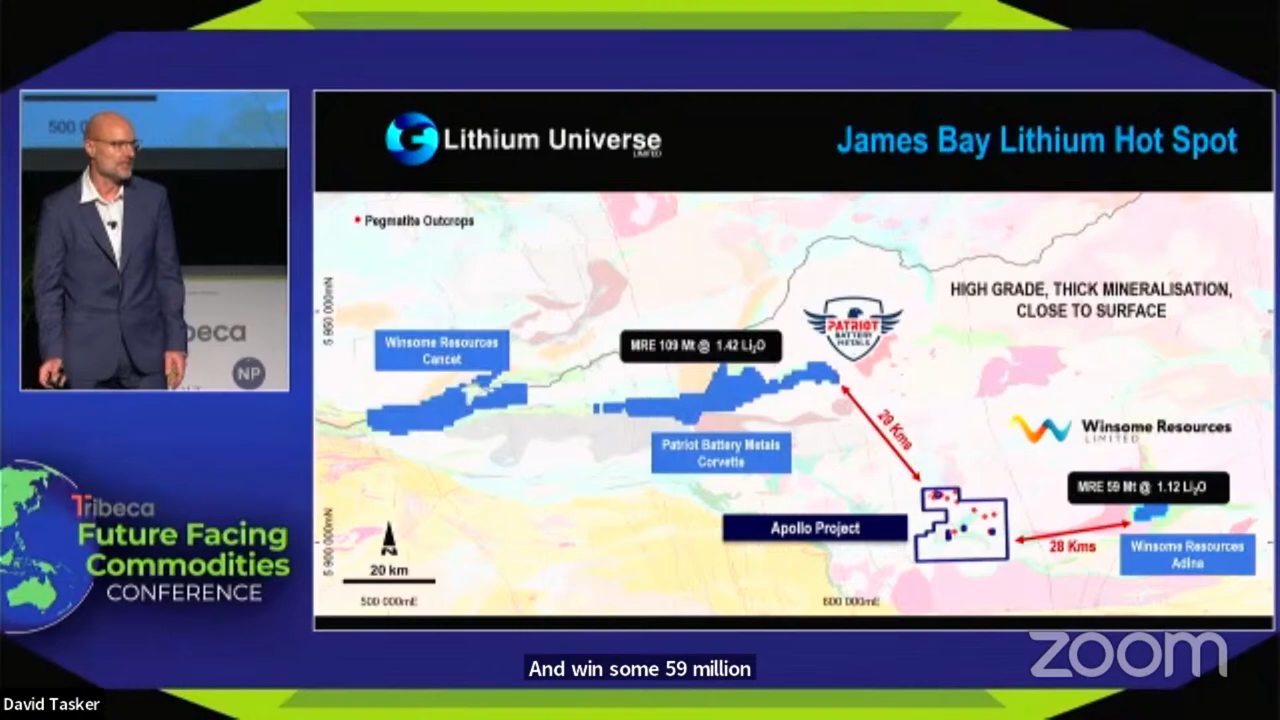 500 0
beca
NP
Tribeca
Future Facing
Commodities
CONFERENCE
Lithium Universe
LIMITED
James Bay Lithium Hot Spot
Pegmatite Outcrops
HIGH GRADE, THICK MINERALISATION,
CLOSE TO SURFACE
5 950 000mN
Winsome Resources
Cancet
MRE 109 Mt @ 1.42 Li₂O
PATRIOT
BATTERY
METALS
Patriot Battery Metals
Corvette
29 Kms
Winsome Resources
LIMITED
MRE 59 Mt @ 1.12 Li₂O
Apollo Project
28 Kms
Winsome Resources
Adina
5 900 000mN
N
20 km
500 000mE
600 000mE
zoom
And win some 59 million
David Tasker